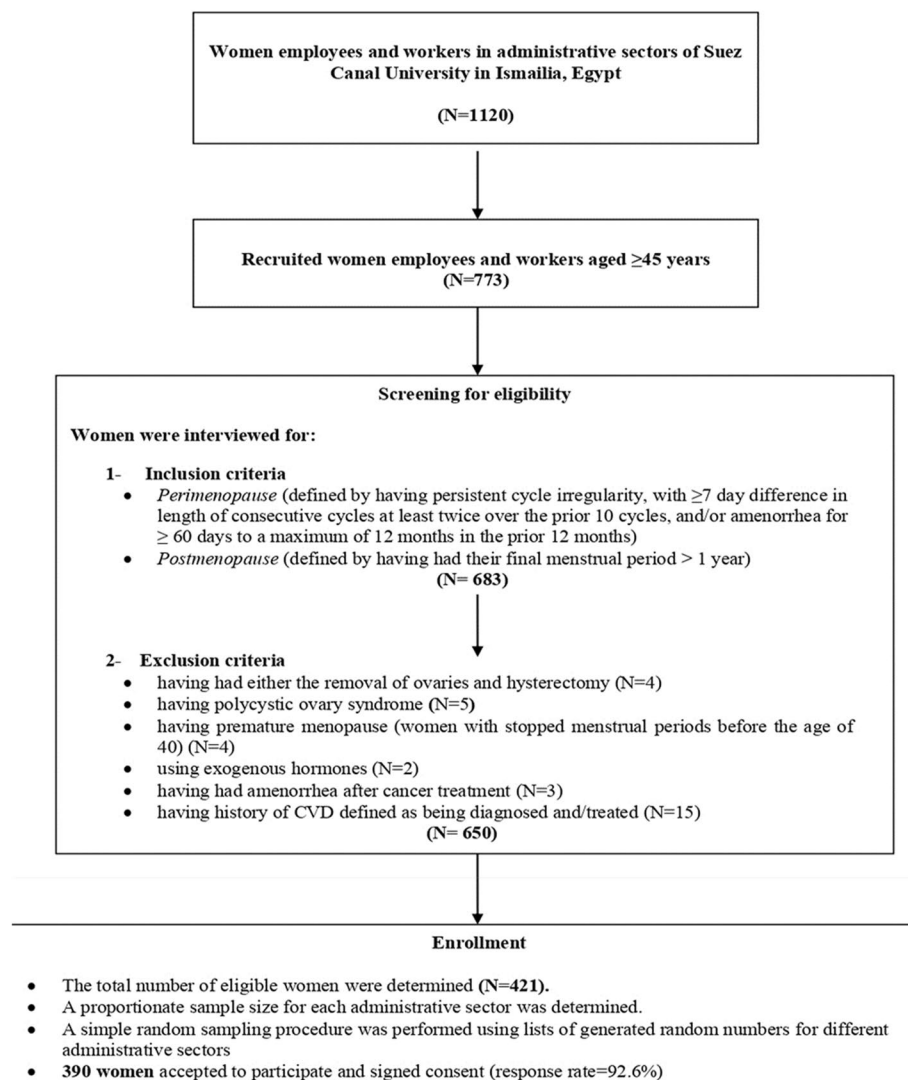 Women employees and workers in administrative sectors of Suez
Canal University in Ismailia, Egypt
(N=1120)
Recruited women employees and workers aged ≥45 years
(N=773)
Screening for eligibility
Women were interviewed for:
1- Inclusion criteria
• Perimenopause (defined by having persistent cycle irregularity, with ≥7 day difference in
length of consecutive cycles at least twice over the prior 10 cycles, and/or amenorrhea for
≥ 60 days to a maximum of 12 months in the prior 12 months)
• Postmenopause (defined by having had their final menstrual period > 1 year)
(N= 683)
2- Exclusion criteria
• having had either the removal of ovaries and hysterectomy (N=4)
• having polycystic ovary syndrome (N=5)
• having premature menopause (women with stopped menstrual periods before the age of
40) (N=4)
• using exogenous hormones (N=2)
• having had amenorrhea after cancer treatment (N=3)
• having history of CVD defined as being diagnosed and/treated (N=15)
(N= 650)
Enrollment
• The total number of eligible women were determined (N=421).
• A proportionate sample size for each administrative sector was determined.
• A simple random sampling procedure was performed using lists of generated random numbers for different
administrative sectors
• 390 women accepted to participate and signed consent (response rate=92.6%)